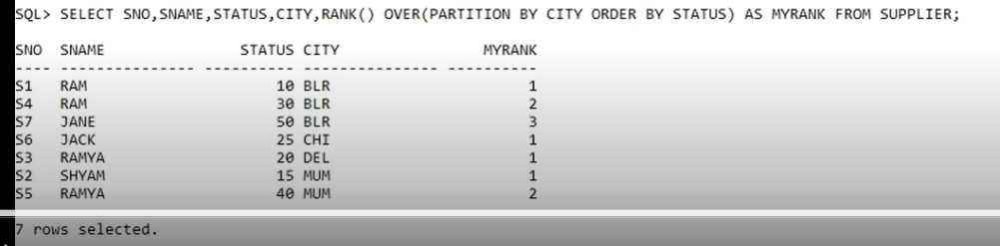 SQL> SELECT SNO,SNAME,STATUS,CITY,RANK() OVER(PARTITION BY CITY ORDER BY STATUS) AS MYRANK FROM SUPPLIER;
SNO  SNAME               STATUS CITY                MYRANK
---- --------------- ---------- --------------- ----------
S1   RAM                     10 BLR                      1
S4   RAM                     30 BLR                      2
S7   JANE                    50 BLR                      3
S6   JACK                    25 CHI                      1
S3   RAMYA                   20 DEL                      1
S2   SHYAM                   15 MUM                      1
S5   RAMYA                   40 MUM                      2
7 rows selected.